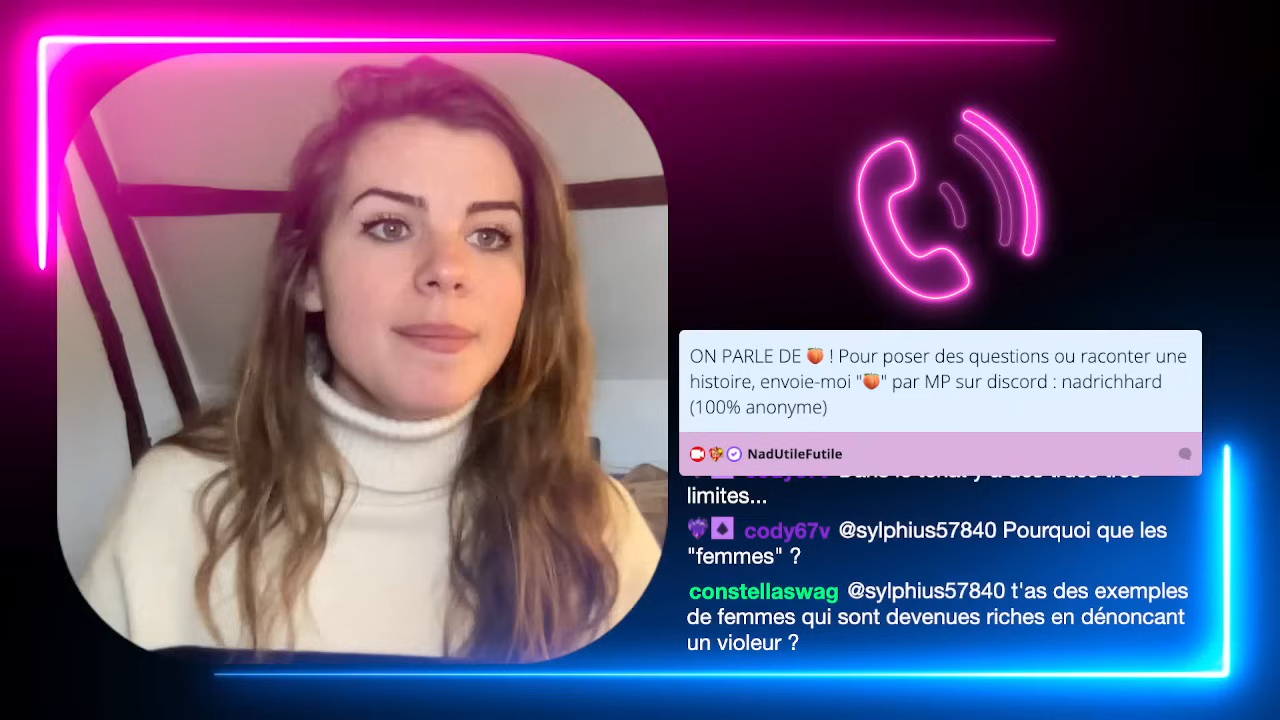 ON PARLE DE 🍑 ! Pour poser des questions ou raconter une
histoire, envoie-moi "🍑" par MP sur discord : nadrichhard
(100% anonyme)
NadUtileFutile
limites...
cody67v @sylphius57840 Pourquoi que les
"femmes" ?
constellaswag @sylphius57840 t'as des exemples
de femmes qui sont devenues riches en dénoncant
un violeur ?